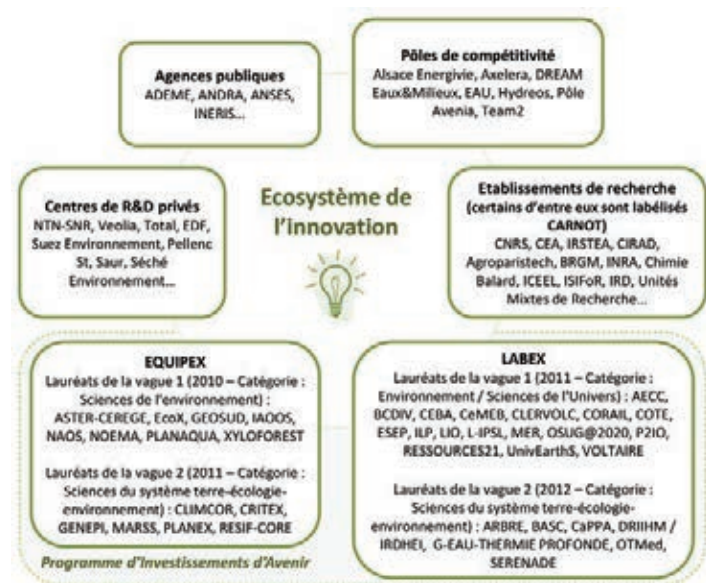 Agences publiques
ADEME, ANDRA, ANSES,
INERIS...
Pôles de compétitivité
Alsace Energivie, Axelera, DREAM
Eaux&Milieux, EAU, Hydreos, Pôle
Avenia, Team2
Centres de R&D privés
NTN-SNR, Veolia, Total, EDF,
Suez Environnement, Pellenc
St, Saur, Séché
Environnement...
Ecosystème de
l'innovation
Etablissements de recherche
(certains d'entre eux sont labélisés
CARNOT)
CNRS, CEA, IRSTEA, CIRAD,
Agroparistech, BRGM, INRA, Chimie
Balard, ICEEL, ISIFoR, IRD, Unités
Mixtes de Recherche...
EQUIPEX
Lauréats de la vague 1 (2010 – Catégorie :
Sciences de l'environement) :
ASTER-CEREGE, EcoX, GEOSUD, IAOOS,
NAOS, NOEMA, PLANAQUA, XYLOFOREST
Lauréats de la vague 2 (2011 – Catégorie :
Sciences du système terre-écologie-
environnement) : CLIMCOR, CRITEX,
GENEPI, MARSS, PLANEX, RESIF-CORE
LABEX
Lauréats de la vague 1 (2011 – Catégorie :
Environnement / Sciences de l'Univers) : AECC,
BCDIV, CEBA, CeMEB, CLERVOLC, CORAIL, COTE,
ESEP, ILP, LIO, L-IPSL, MER, OSUG@2020, P2IO,
RESSOURCES21, UnivEarthS, VOLTAIRE
Lauréats de la vague 2 (2012 – Catégorie :
Sciences du système terre-écologie-
environnement) : ARBRE, BASC, CaPPA, DRIIHM /
IRDHEI, G-EAU-THERMIE PROFONDE, OTMed,
SERENADE
Programme d'Investissements d'Avenir